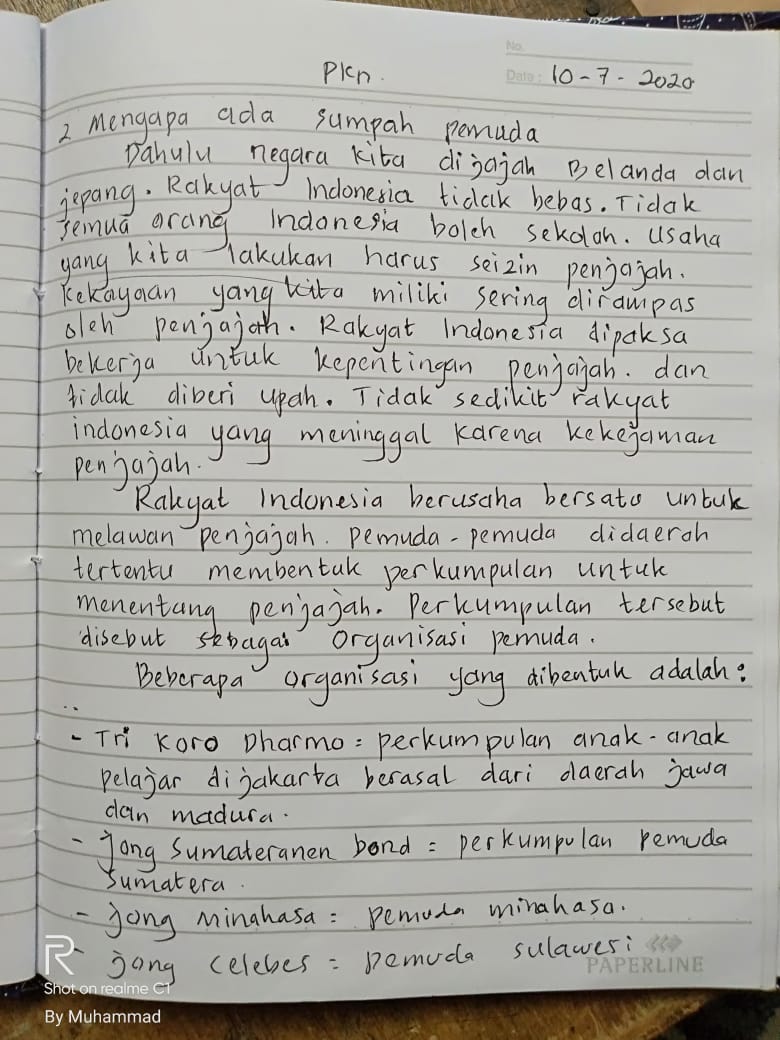 No.
PKn.
Date: 10-7-2020
2 Mengapa ada sumpah pemuda
Dahulu negara kita dijajah Belanda dan
jepang. Rakyat Indonesia tidak bebas. Tidak
semua orang Indonesia boleh sekolah. Usaha
yang kita lakukan harus seizin penjajah.
Kekayaan yang kita miliki sering dirampas
oleh penjajah. Rakyat Indonesia dipaksa
bekerja untuk kepentingan penjajah. dan
tidak diberi upah. Tidak sedikit rakyat
indonesia yang meninggal karena kekejaman
penjajah.
Rakyat Indonesia berusaha bersatu untuk
melawan penjajah. pemuda-pemuda didaerah
tertentu membentuk perkumpulan untuk
menentang penjajah. Perkumpulan tersebut
disebut sebagai organisasi pemuda.
Beberapa organisasi yang dibentuk adalah:
- Tri Koro Dharmo = perkumpulan anak-anak
pelajar dijakarta berasal dari daerah jawa
dan madura.
- Jong Sumateranen bond = perkumpulan pemuda
Sumatera.
- jong minahasa = pemuda minahasa.
- jong celebes = pemuda sulawesi
PAPERLINE
R
Shot on realme C1
By Muhammad